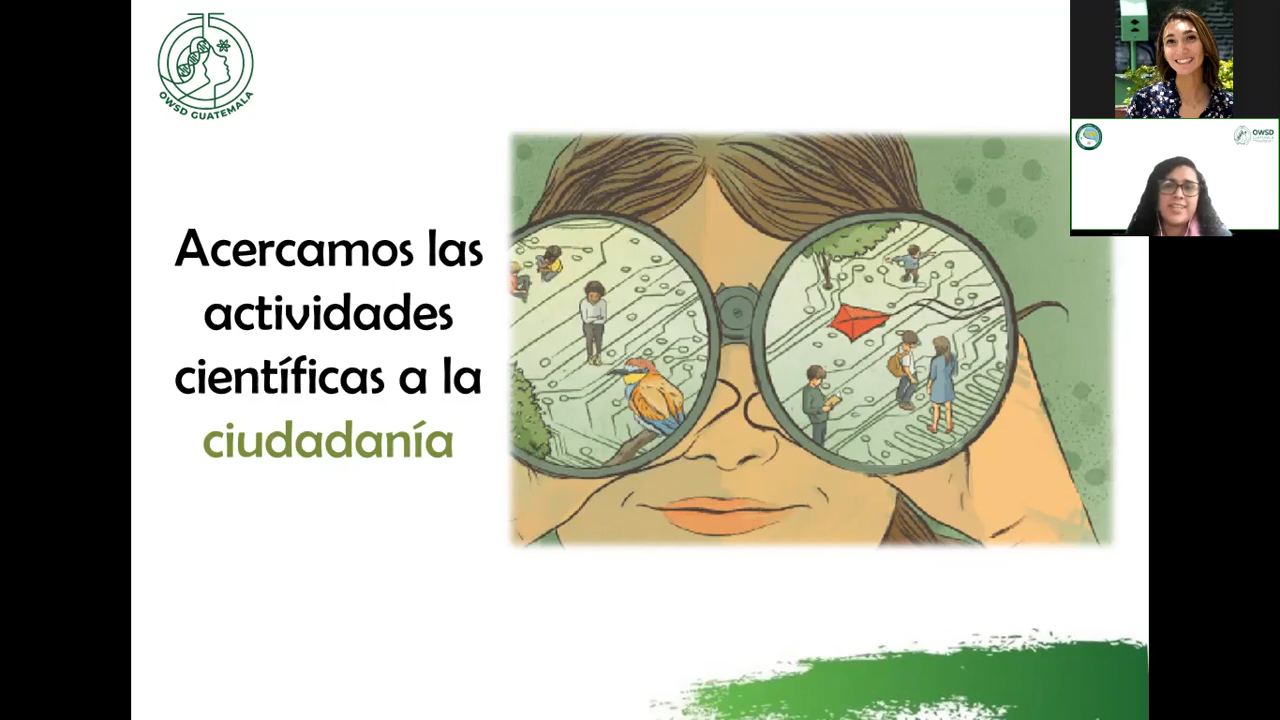 OWSD GUATEMALA
Acercamos las
actividades
científicas a la
ciudadanía
OWSD